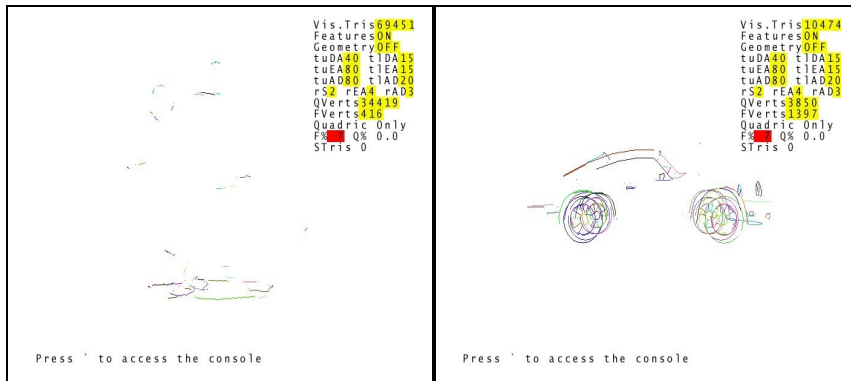 Vis.Tris69451
FeaturesON
GeometryOFF
tuDA40 tlDA15
tuEA80 tlEA15
tuAD80 tlAD20
rS2 rEA4 rAD3
QVerts34419
FVerts416
Quadric Only
F% 7 Q% 0.0
STris 0
Press ` to access the console
Vis.Tris10474
FeaturesON
GeometryOFF
tuDA40 tlDA15
tuEA80 tlEA15
tuAD80 tlAD20
rS2 rEA4 rAD3
QVerts3850
FVerts1397
Quadric Only
F% 7 Q% 0.0
STris 0
Press ` to access the console